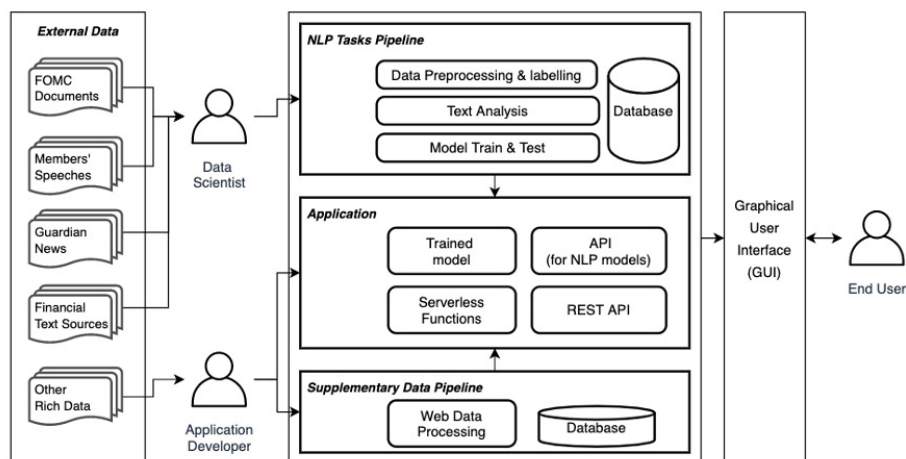 External Data
FOMC
Documents
Members'
Speeches
Guardian
News
Financial
Text Sources
Other
Rich Data
Data
Scientist
Application
Developer
NLP Tasks Pipeline
Data Preprocessing & labelling
Text Analysis
Model Train & Test
Database
Application
Trained
model
API
(for NLP models)
Serverless
Functions
REST API
Supplementary Data Pipeline
Web Data
Processing
Database
Graphical
User
Interface
(GUI)
End User